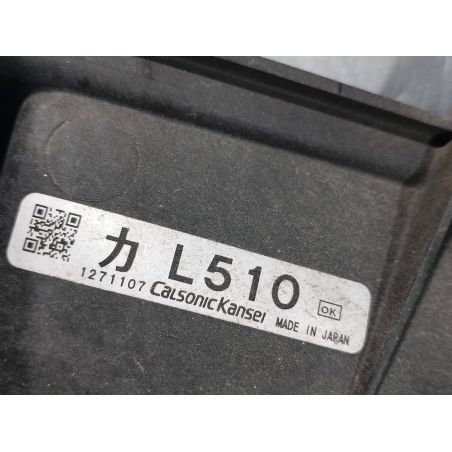 カ L510
1271107 CalsonicKansei
OK
MADE IN JAPAN